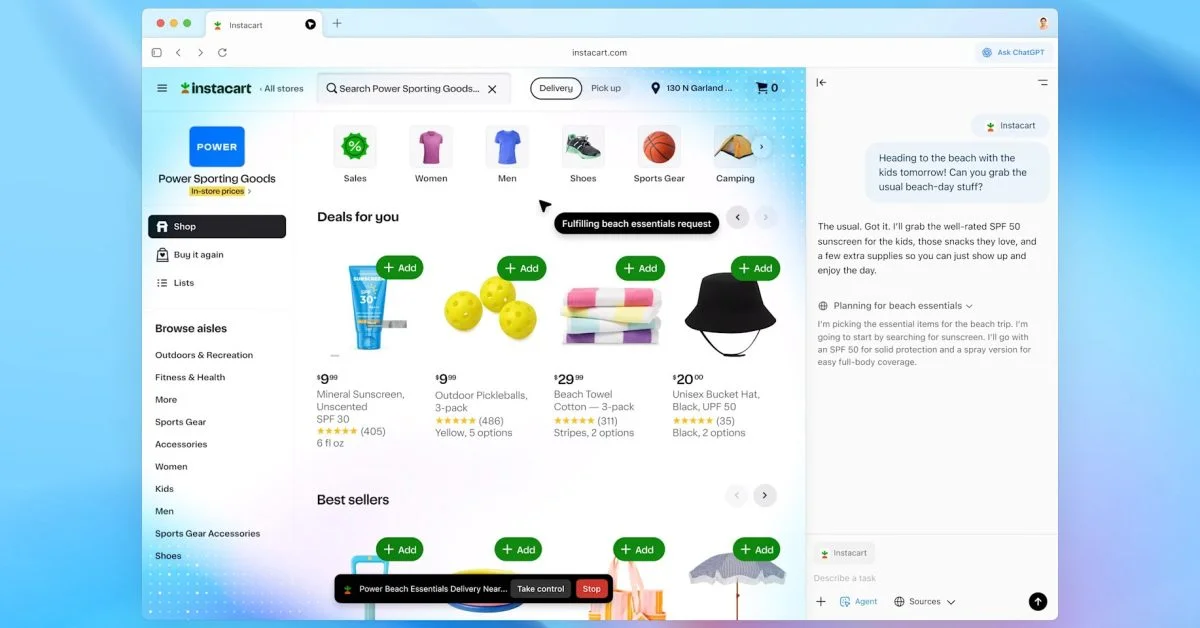 Instacart
instacart.com
Ask ChatGPT
instacart
All stores
Search Power Sporting Goods...
Delivery
Pick up
130 N Garland ...
0
POWER
Power Sporting Goods
In-store prices
Shop
Buy it again
Lists
Browse aisles
Outdoors & Recreation
Fitness & Health
More
Sports Gear
Accessories
Women
Kids
Men
Sports Gear Accessories
Shoes
%
Sales
Women
Men
Shoes
Sports Gear
Camping
Deals for you
Fulfilling beach essentials request
+ Add
+ Add
+ Add
+ Add
SUNSCREEN
SPF
30+
$9.99
Mineral Sunscreen,
Unscented
SPF 30
★★★★★ (405)
6 fl oz
$9.99
Outdoor Pickleballs,
3-pack
★★★★★ (486)
Yellow, 5 options
$29.99
Beach Towel
Cotton — 3-pack
★★★★★ (311)
Stripes, 2 options
$20.00
Unisex Bucket Hat,
Black, UPF 50
★★★★★ (35)
Black, 2 options
Best sellers
+ Add
+ Add
+ Add
+ Add
Power Beach Essentials Delivery Near...
Take control
Stop
Instacart
Heading to the beach with the
kids tomorrow! Can you grab the
usual beach-day stuff?
The usual. Got it. I'll grab the well-rated SPF 50
sunscreen for the kids, those snacks they love, and
a few extra supplies so you can just show up and
enjoy the day.
Planning for beach essentials
I'm picking the essential items for the beach trip. I'm
going to start by searching for sunscreen. I'll go with
an SPF 50 for solid protection and a spray version for
easy full-body coverage.
Instacart
Describe a task
Agent
Sources